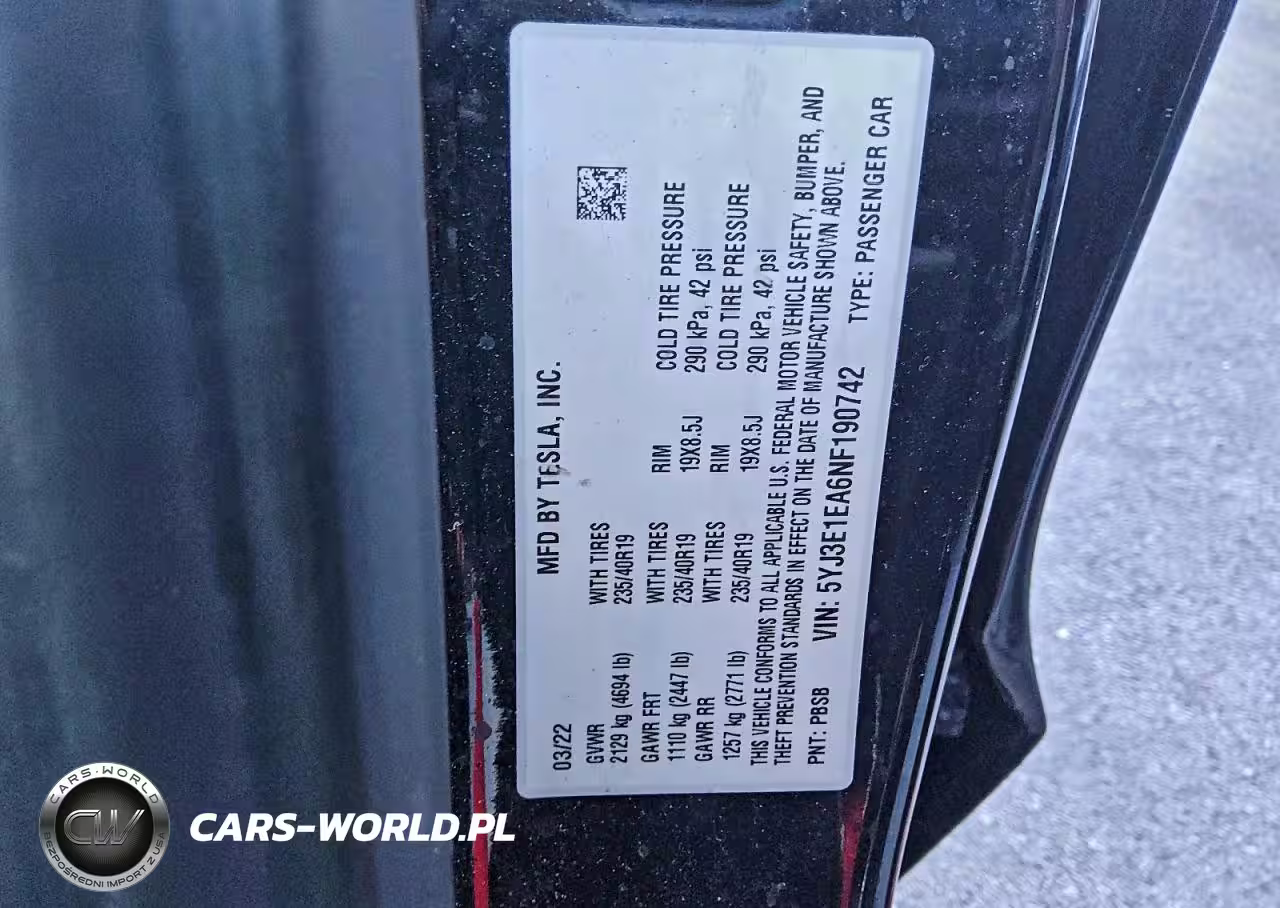 MFD BY TESLA, INC.
03/22
GVWR WITH TIRES
2129 kg (4694 lb) 235/40R19
GAWR FRT WITH TIRES RIM COLD TIRE PRESSURE
1110 kg (2447 lb) 235/40R19 19X8.5J 290 kPa, 42 psi
GAWR RR WITH TIRES RIM COLD TIRE PRESSURE
1257 kg (2771 lb) 235/40R19 19X8.5J 290 kPa, 42 psi
THIS VEHICLE CONFORMS TO ALL APPLICABLE U.S. FEDERAL MOTOR VEHICLE SAFETY, BUMPER, AND
THEFT PREVENTION STANDARDS IN EFFECT ON THE DATE OF MANUFACTURE SHOWN ABOVE.
PNT: PBSB VIN: 5YJ3E1EA6NF190742 TYPE: PASSENGER CAR
CARS-WORLD
CW
BEZPOŚREDNI IMPORT Z USA
CARS-WORLD.PL